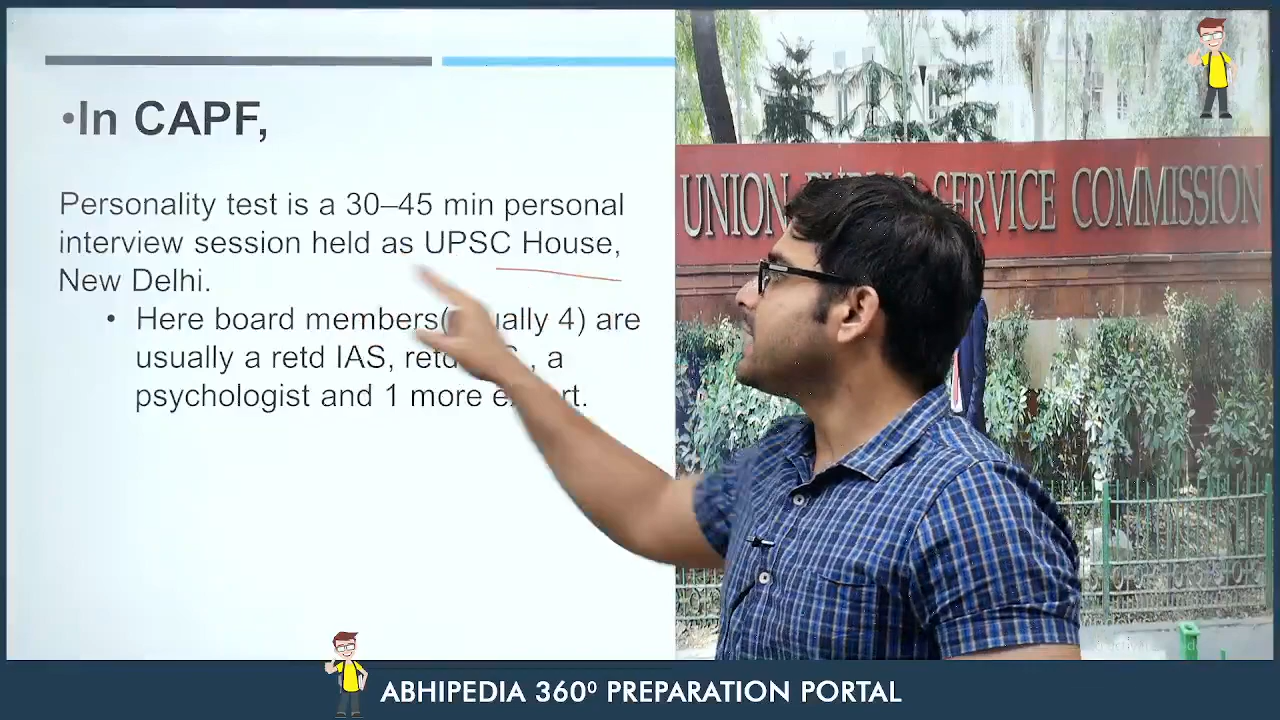 •In CAPF,
Personality test is a 30–45 min personal
interview session held as UPSC House,
New Delhi.
• Here board members( ually 4) are
usually a retd IAS, retd , a
psychologist and 1 more
UNION SERVICE COMMISSION
ABHIPEDIA 360⁰ PREPARATION PORTAL